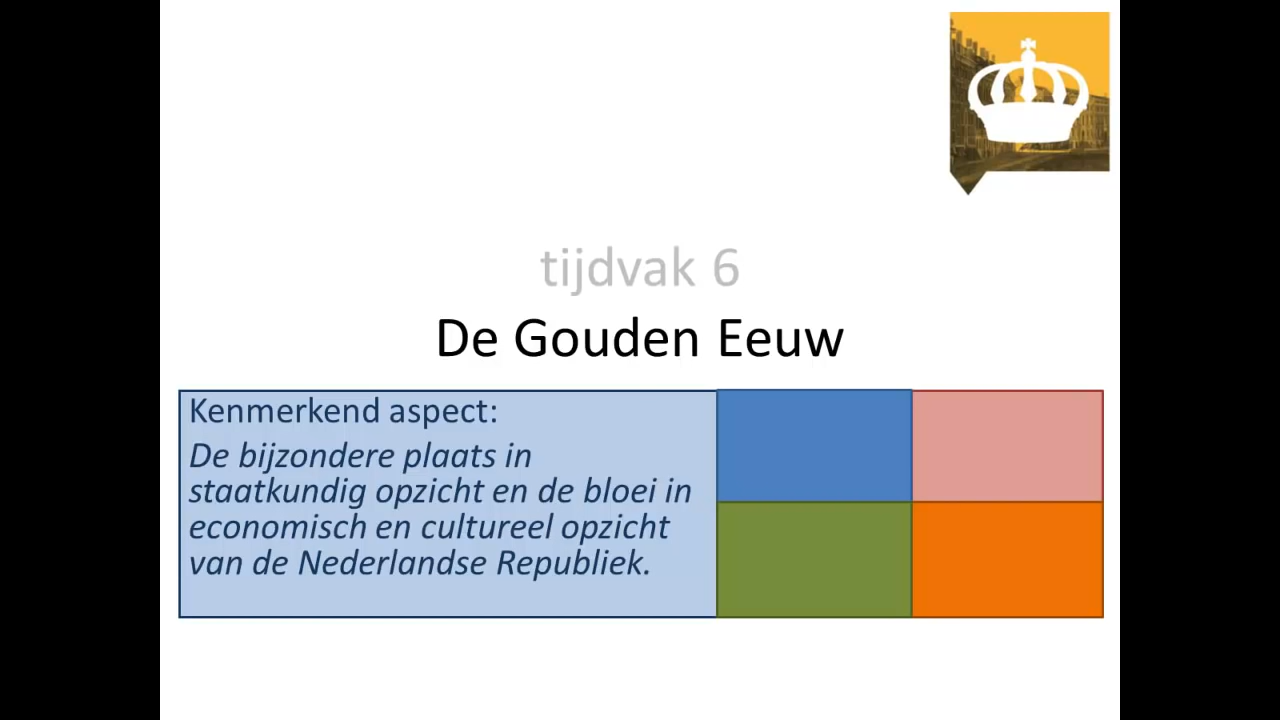 tijdvak 6
De Gouden Eeuw
Kenmerkend aspect:
De bijzondere plaats in
staatkundig opzicht en de bloei in
economisch en cultureel opzicht
van de Nederlandse Republiek.